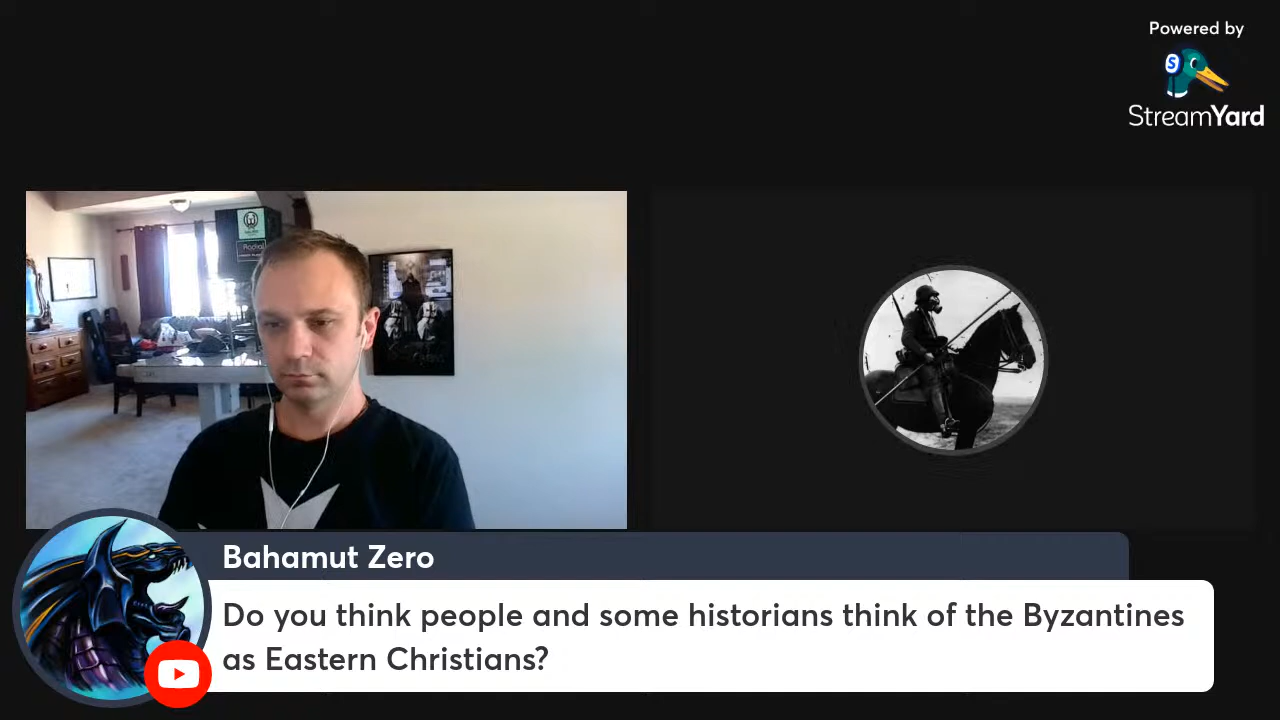 Powered by
S
StreamYard
Radial
Bahamut Zero
Do you think people and some historians think of the Byzantines
as Eastern Christians?